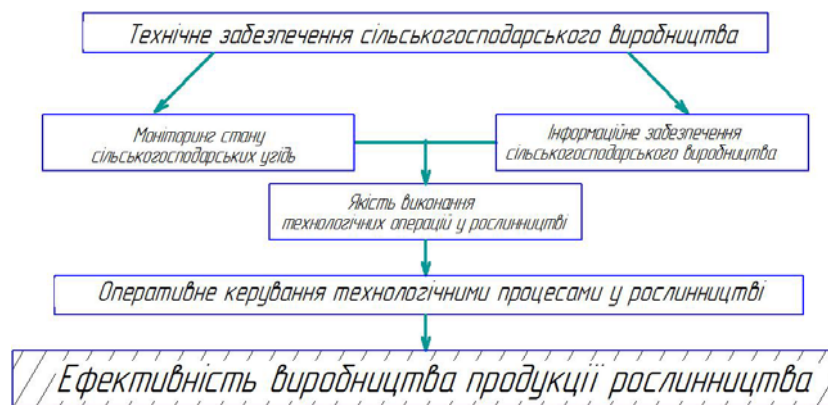 Технічне забезпечення сільськогосподарського виробництва
Моніторинг стану
сільськогосподарських угідь
Інформаційне забезпечення
сільськогосподарського виробництва
Якість виконання
технологічних операцій у рослинництві
Оперативне керування технологічними процесами у рослинництві
Ефективність виробництва продукції рослинництва